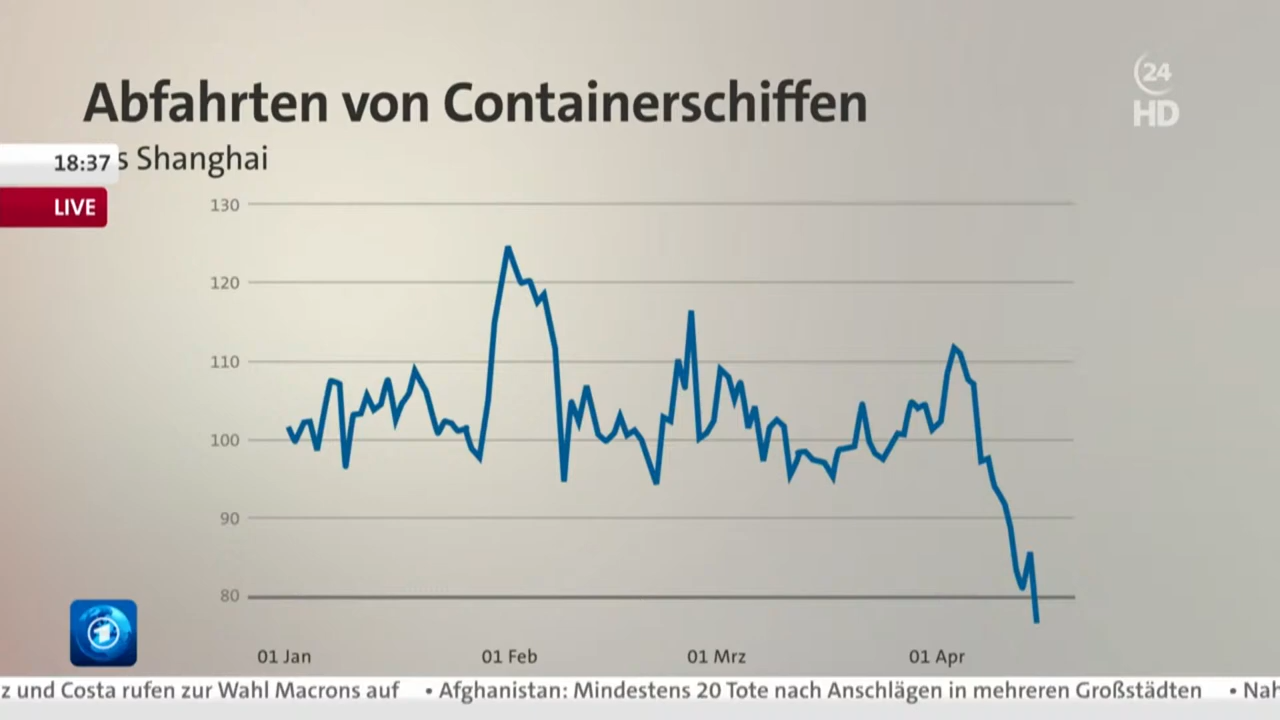 Abfahrten von Containerschiffen
24
HD
18:37
s Shanghai
LIVE
130
120
110
100
90
80
01 Jan
01 Feb
01 Mrz
01 Apr
1
z und Costa rufen zur Wahl Macrons auf • Afghanistan: Mindestens 20 Tote nach Anschlägen in mehreren Großstädten • Nah